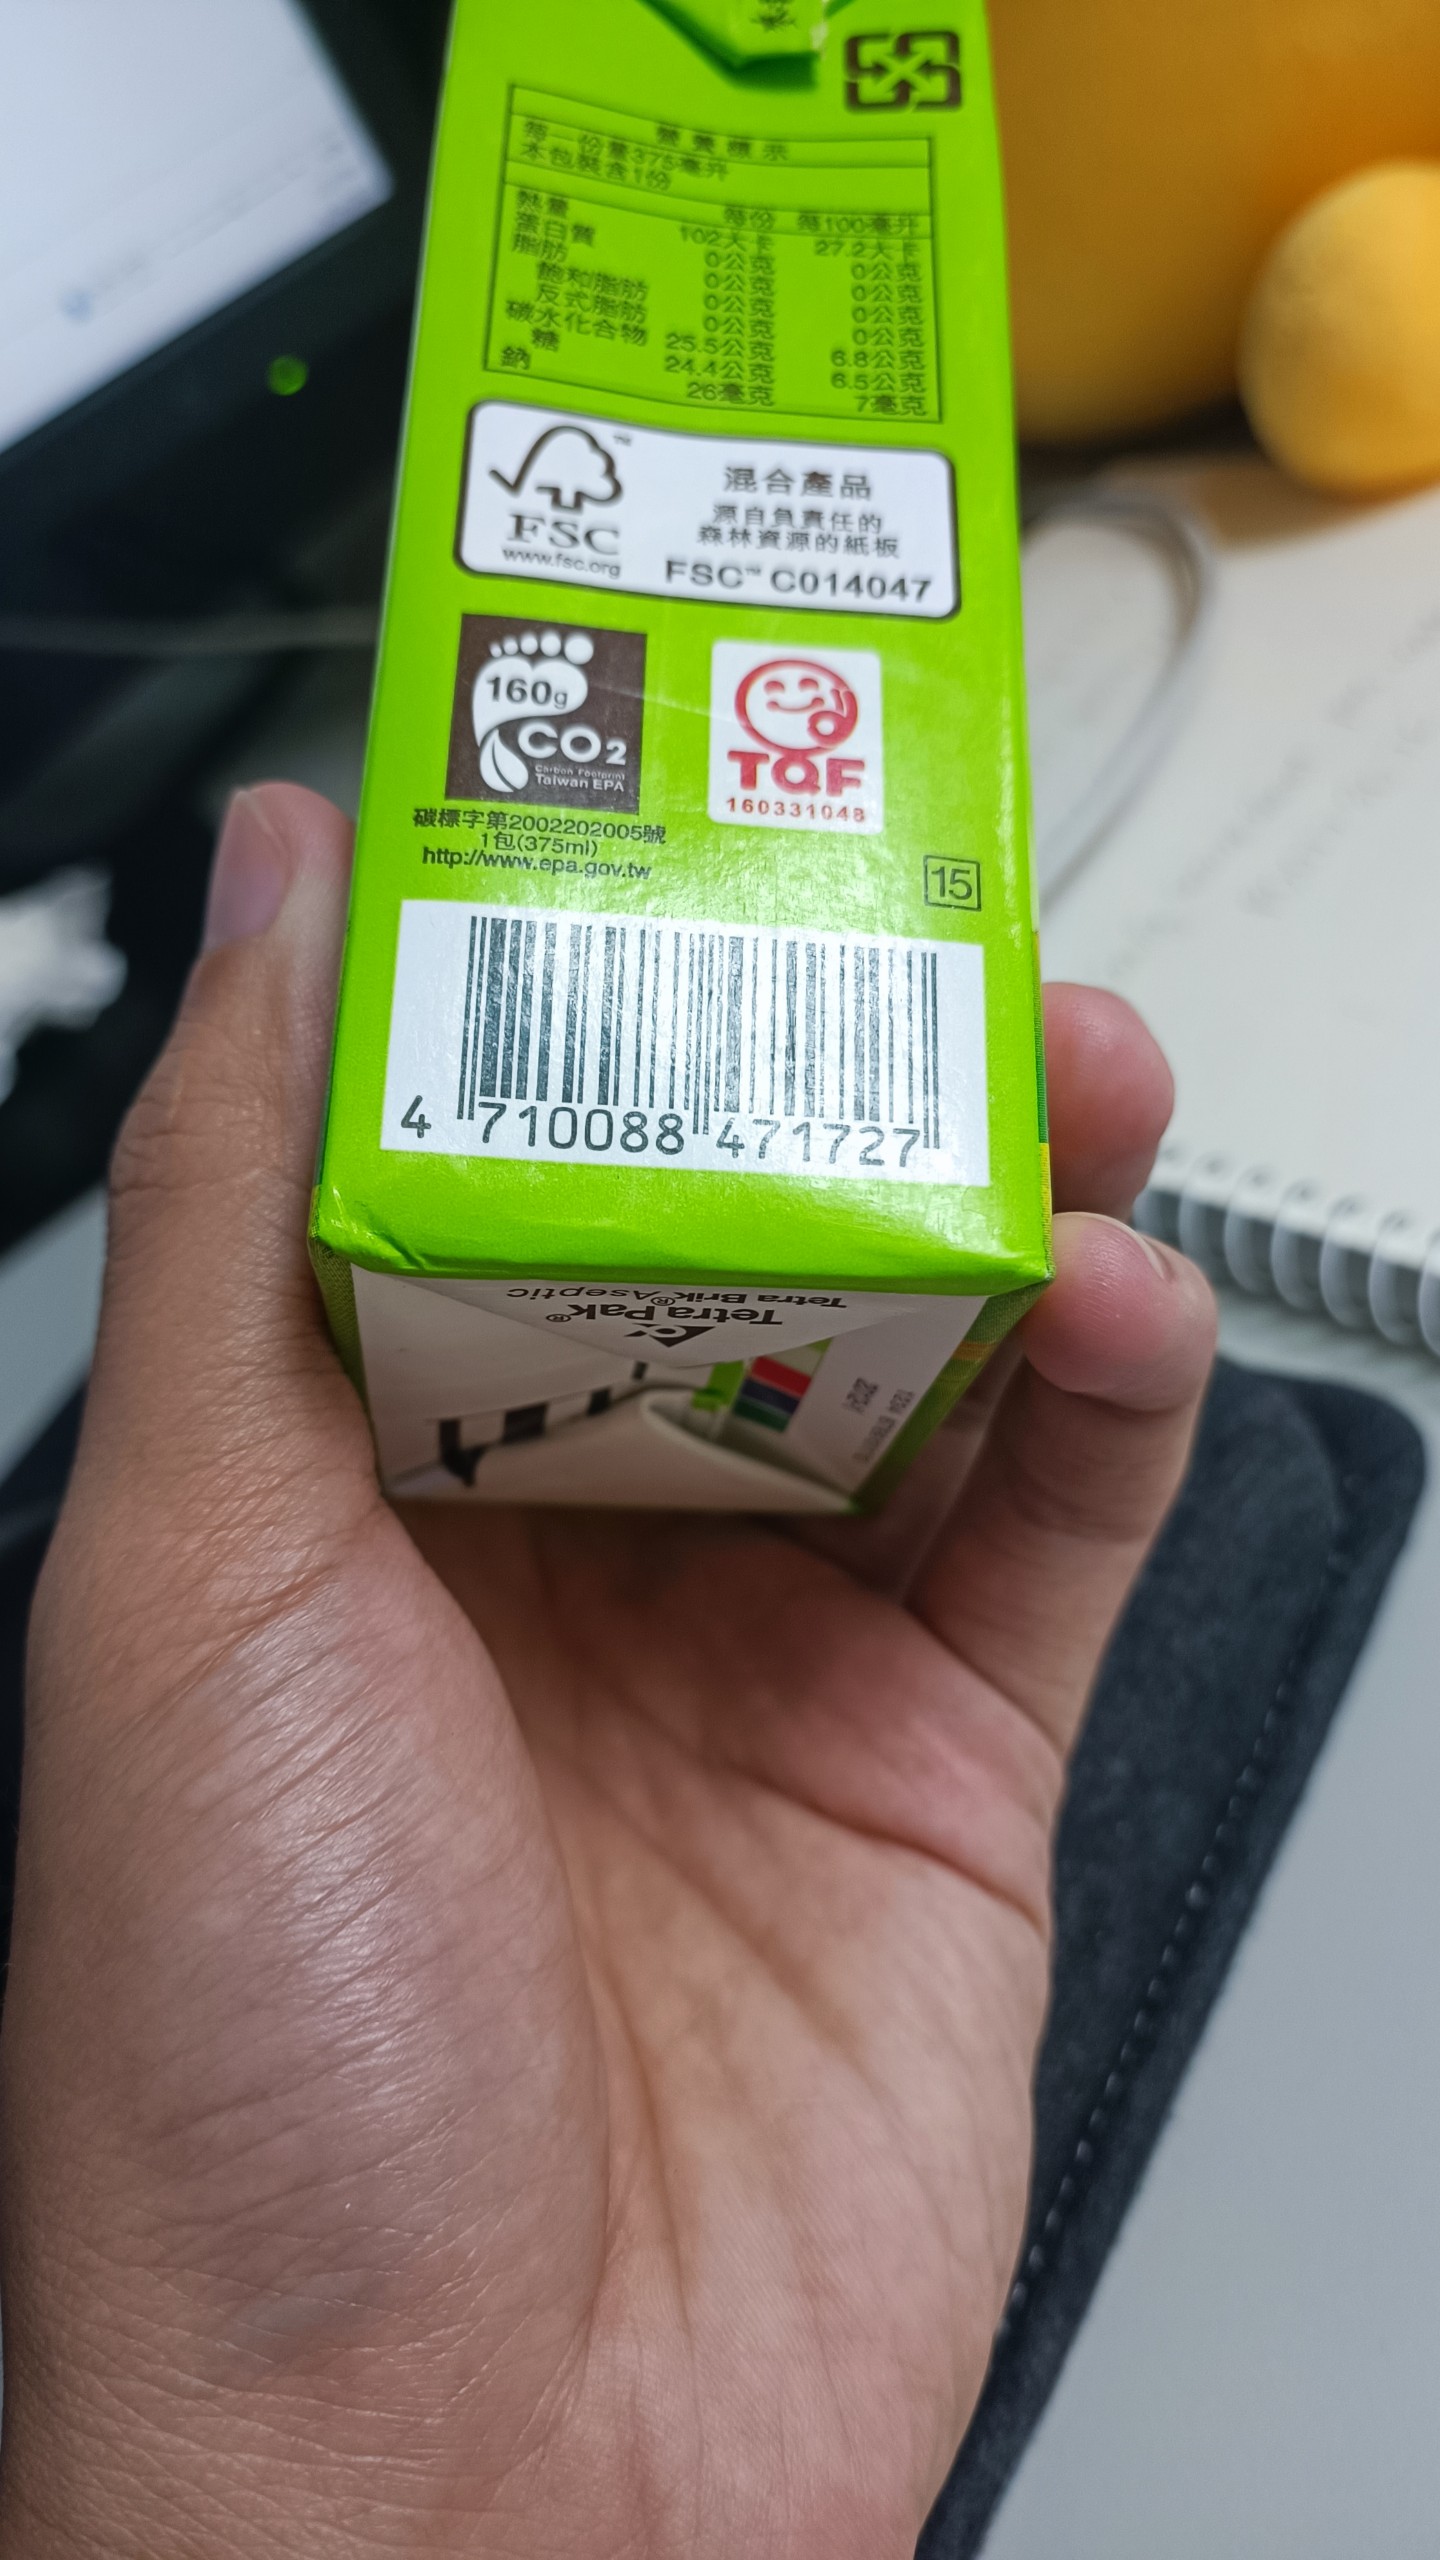 營養標示
每一份量375毫升
本包裝含1份
每份 每100毫升
熱量 102大卡 27.2大卡
蛋白質 0公克 0公克
脂肪 0公克 0公克
飽和脂肪 0公克 0公克
反式脂肪 0公克 0公克
碳水化合物 25.5公克 6.8公克
糖 24.4公克 6.5公克
鈉 26毫克 7毫克
FSC™
www.fsc.org
混合產品
源自負責任的
森林資源的紙板
FSC™ C014047
160g
CO2
Carbon Footprint
Taiwan EPA
TQF
160331048
碳標字第2002202005號
1包(375ml)
http://www.epa.gov.tw
15
4 710088 471727
Tetra Brik® Aseptic
Tetra Pak®